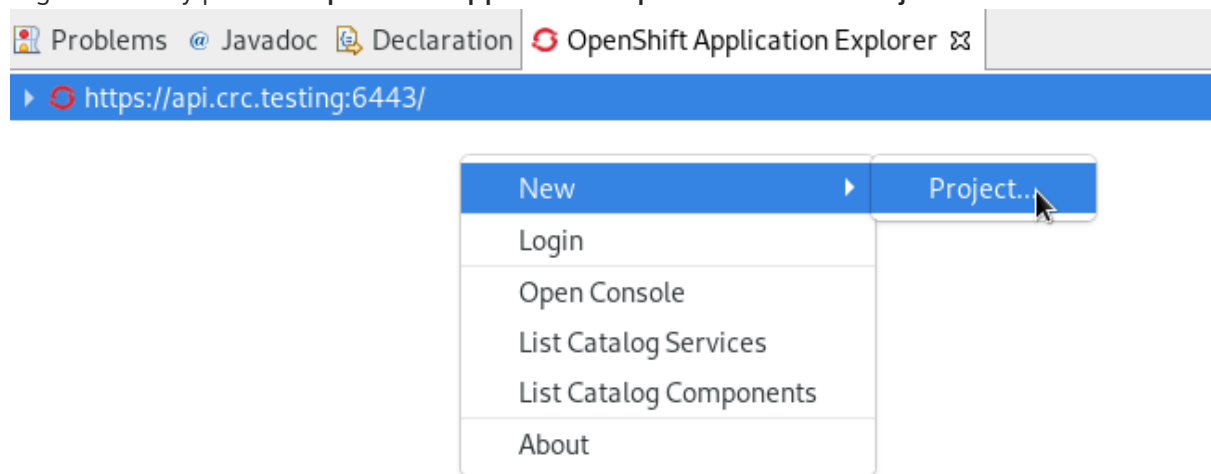 Problems @ Javadoc Declaration OpenShift Application Explorer
https://api.crc.testing:6443/
New Project...
Login
Open Console
List Catalog Services
List Catalog Components
About